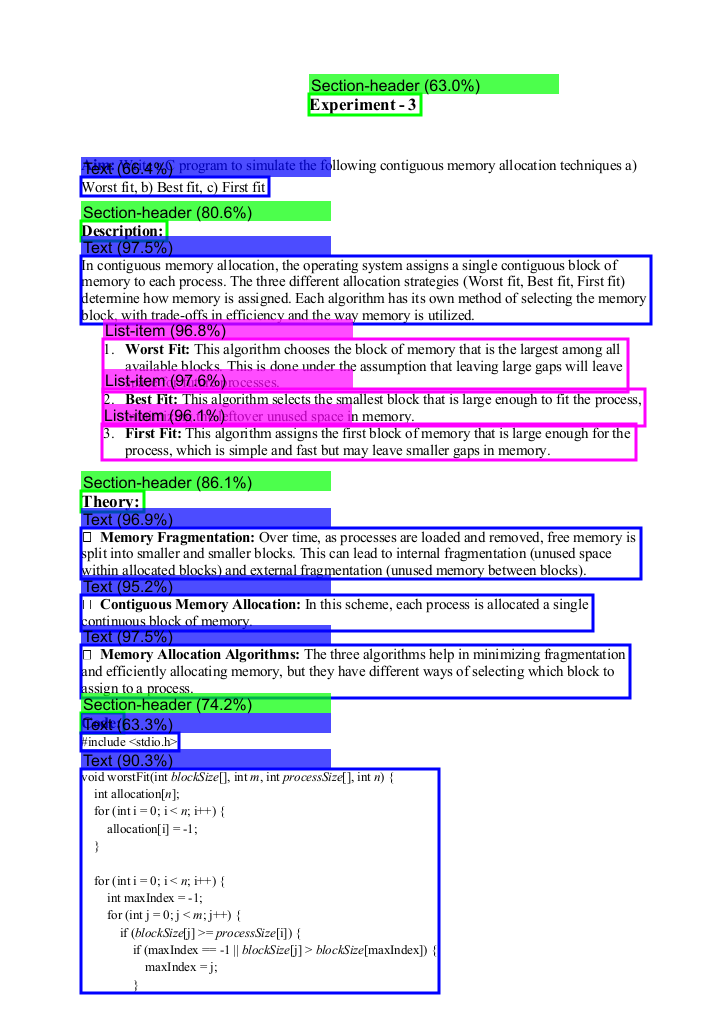 Section-header (63.0%)
Experiment - 3
Text (66.4%)
following contiguous memory allocation techniques a)
Worst fit, b) Best fit, c) First fit
Section-header (80.6%)
Description:
Text (97.5%)
In contiguous memory allocation, the operating system assigns a single contiguous block of
memory to each process. The three different allocation strategies (Worst fit, Best fit, First fit)
determine how memory is assigned. Each algorithm has its own method of selecting the memory
block, with trade-offs in efficiency and the way memory is utilized.
List-item (96.8%)
1. Worst Fit: This algorithm chooses the block of memory that is the largest among all
available blocks. This is done under the assumption that leaving large gaps will leave
processes.
List-item (97.6%)
2. Best Fit: This algorithm selects the smallest block that is large enough to fit the process,
leftover unused space in memory.
List-item (96.1%)
3. First Fit: This algorithm assigns the first block of memory that is large enough for the
process, which is simple and fast but may leave smaller gaps in memory.
Section-header (86.1%)
Theory:
Text (96.9%)
Memory Fragmentation: Over time, as processes are loaded and removed, free memory is
split into smaller and smaller blocks. This can lead to internal fragmentation (unused space
within allocated blocks) and external fragmentation (unused memory between blocks).
Text (95.2%)
Contiguous Memory Allocation: In this scheme, each process is allocated a single
continuous block of memory.
Text (97.5%)
Memory Allocation Algorithms: The three algorithms help in minimizing fragmentation
and efficiently allocating memory, but they have different ways of selecting which block to
assign to a process.
Section-header (74.2%)
Text (63.3%)
#include <stdio.h>
Text (90.3%)
void worstFit(int blockSize[], int m, int processSize[], int n) {
int allocation[n];
for (int i = 0; i < n; i++) {
allocation[i] = -1;
}
for (int i = 0; i < n; i++) {
int maxIndex = -1;
for (int j = 0; j < m; j++) {
if (blockSize[j] >= processSize[i]) {
if (maxIndex == -1 || blockSize[j] > blockSize[maxIndex]) {
maxIndex = j;
}